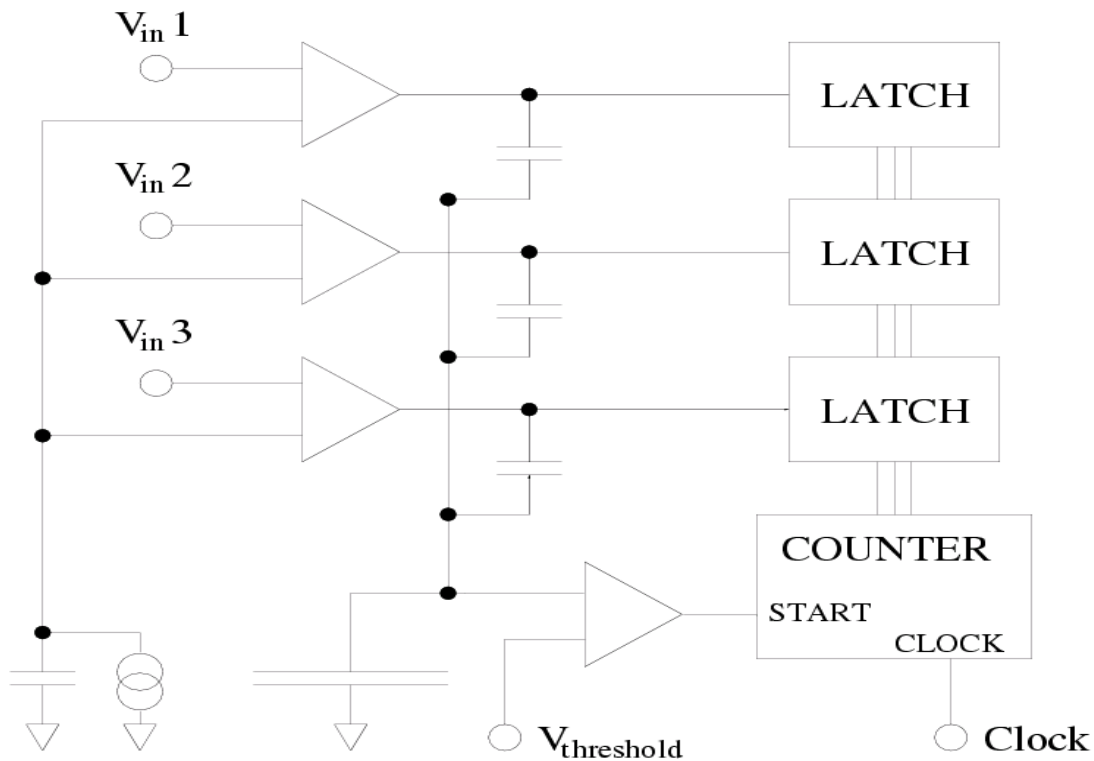 Vin 1
LATCH
Vin 2
LATCH
Vin 3
LATCH
COUNTER
START
CLOCK
Vthreshold
Clock